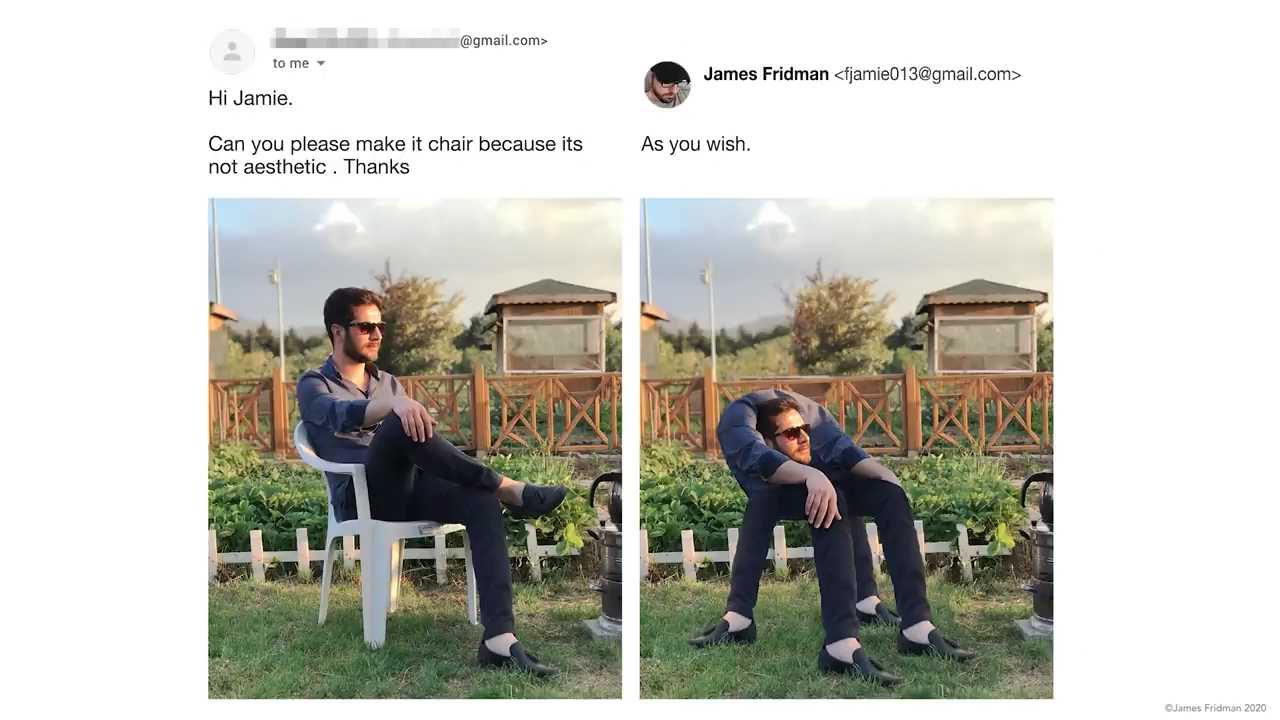 @gmail.com>
to me
Hi Jamie.
Can you please make it chair because its
not aesthetic . Thanks
James Fridman <fjamie013@gmail.com>
As you wish.
©James Fridman 2020